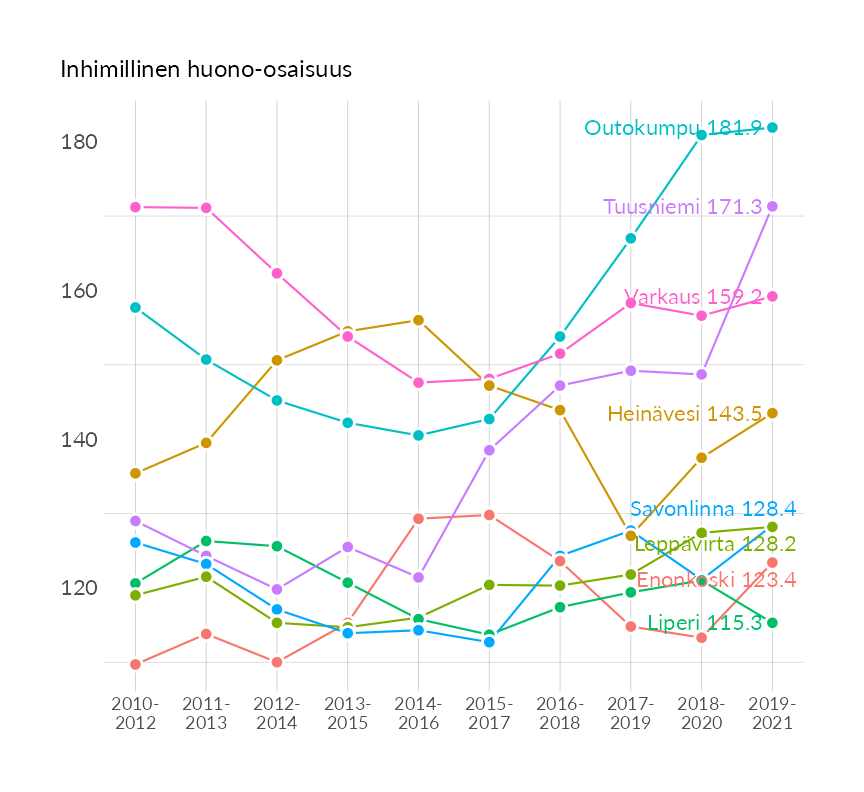 Inhimillinen huono-osaisuus
180
160
140
120
Outokumpu 181.9
Tuusniemi 171.3
Varkaus 159.2
Heinävesi 143.5
Savonlinna 128.4
Leppävirta 128.2
Enonkoski 123.4
Liperi 115.3
2010-
2012
2011-
2013
2012-
2014
2013-
2015
2014-
2016
2015-
2017
2016-
2018
2017-
2019
2018-
2020
2019-
2021